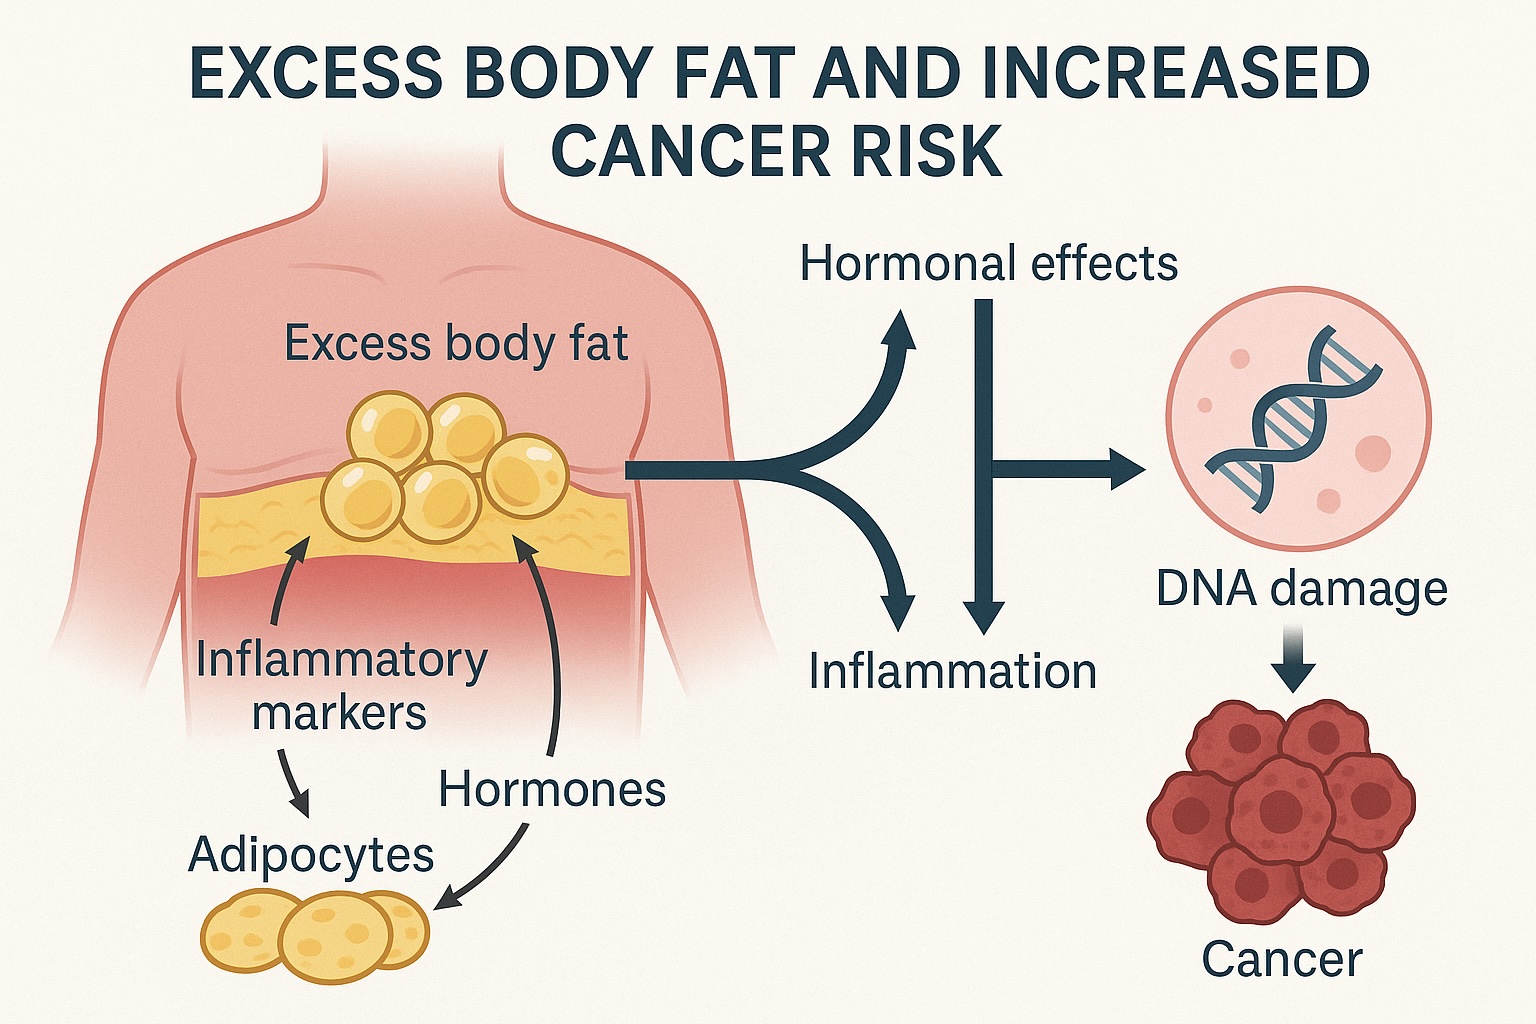 EXCESS BODY FAT AND INCREASED
CANCER RISK
Hormonal effects
Excess body fat
DNA damage
Inflammatory
markers
Inflammation
Hormones
Adipocytes
Cancer